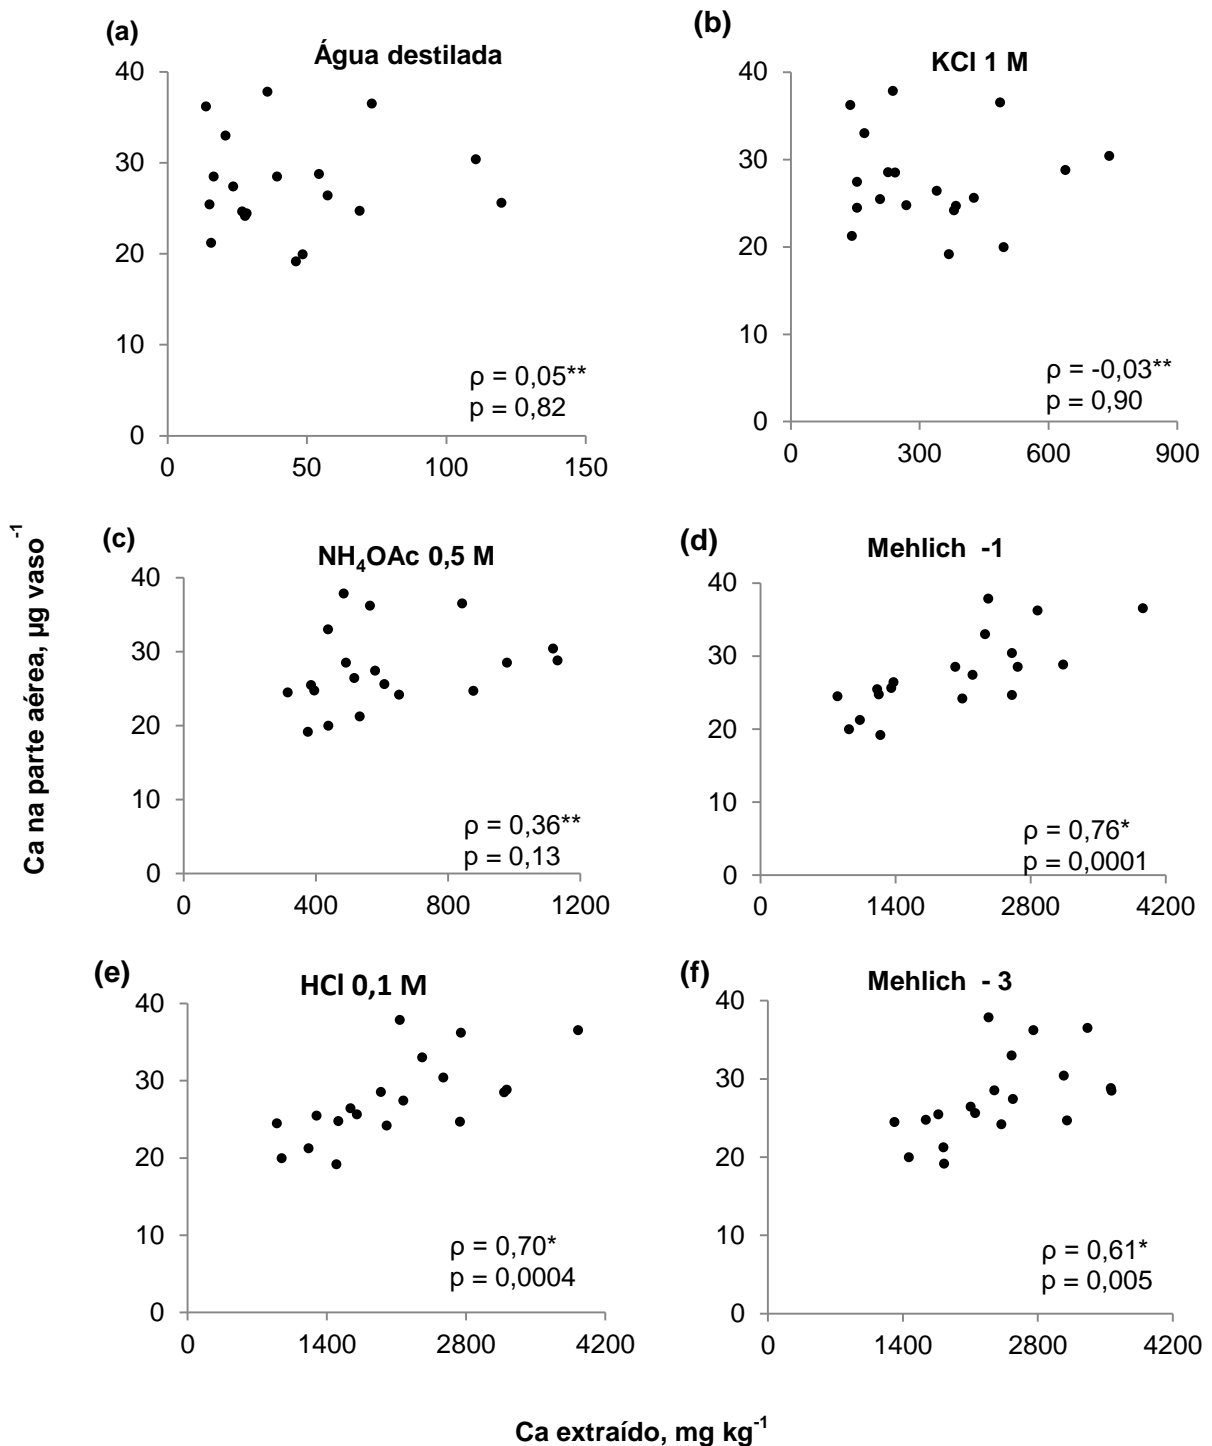 (a)
Água destilada
40
30
20
10
0
0 50 100 150
ρ = 0,05**
p = 0,82
(b)
KCl 1 M
40
30
20
10
0
0 300 600 900
ρ = -0,03**
p = 0,90
(c)
NH₄OAc 0,5 M
40
30
20
10
0
0 400 800 1200
ρ = 0,36**
p = 0,13
(d)
Mehlich -1
40
30
20
10
0
0 1400 2800 4200
ρ = 0,76*
p = 0,0001
(e)
HCl 0,1 M
40
30
20
10
0
0 1400 2800 4200
ρ = 0,70*
p = 0,0004
(f)
Mehlich - 3
40
30
20
10
0
0 1400 2800 4200
ρ = 0,61*
p = 0,005
Ca na parte aérea, µg vaso⁻¹
Ca extraído, mg kg⁻¹